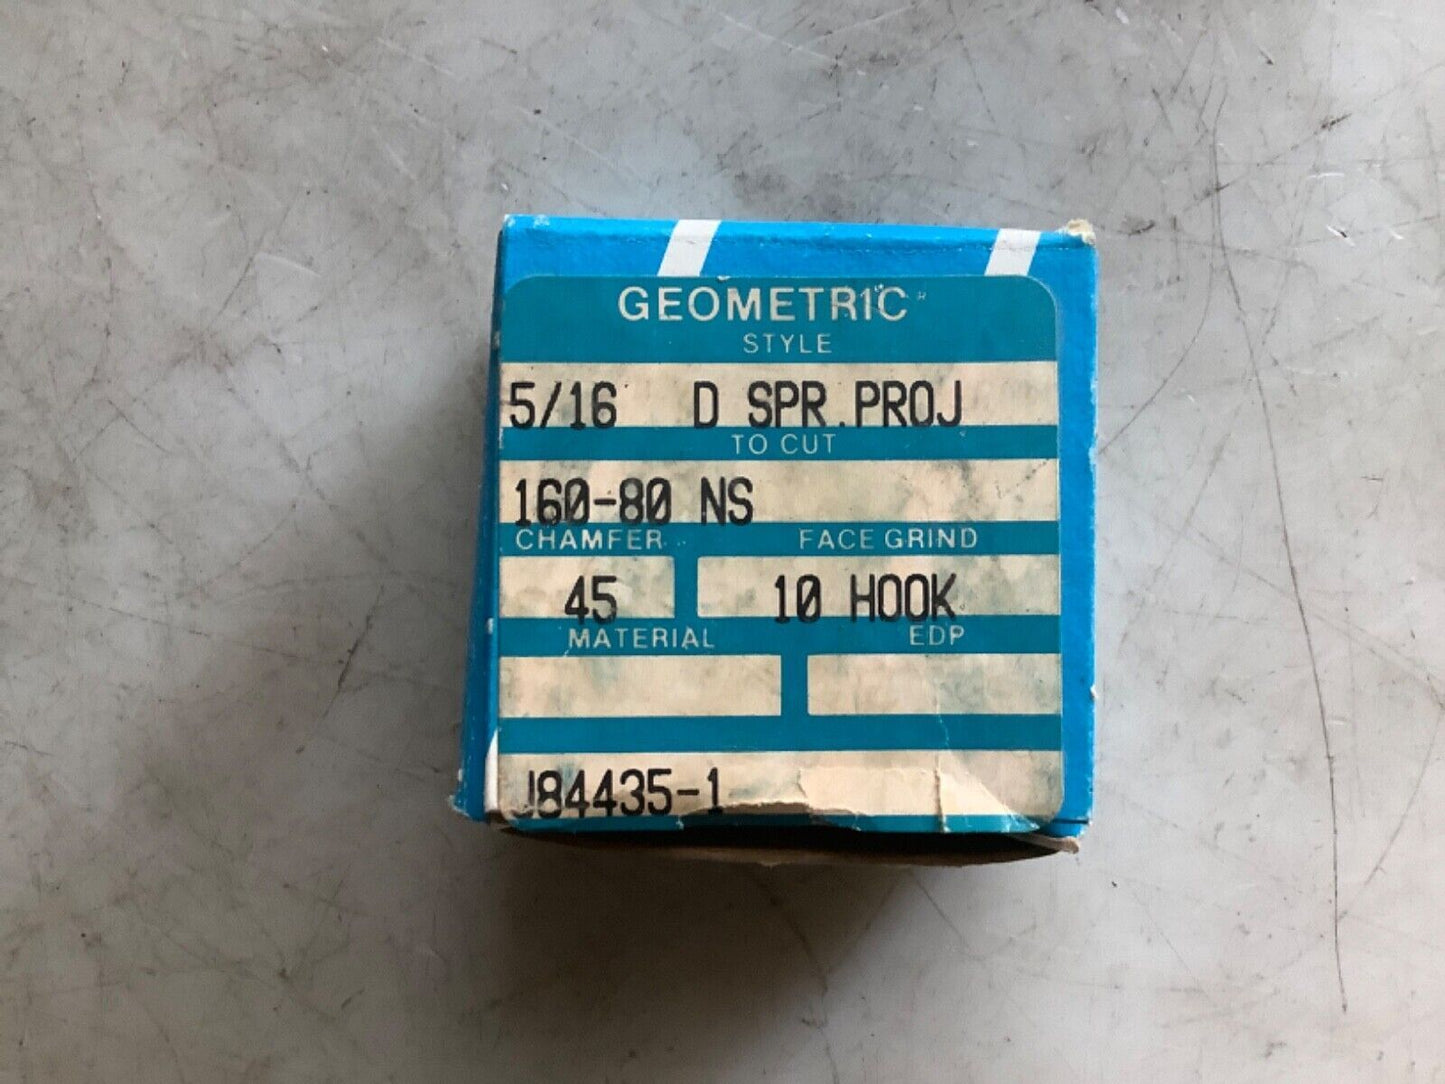 GEOMETRIC®
STYLE
5/16 D SPR.PROJ
TO CUT
160-80 NS
CHAMFER FACE GRIND
45 10 HOOK
MATERIAL EDP
J84435-1